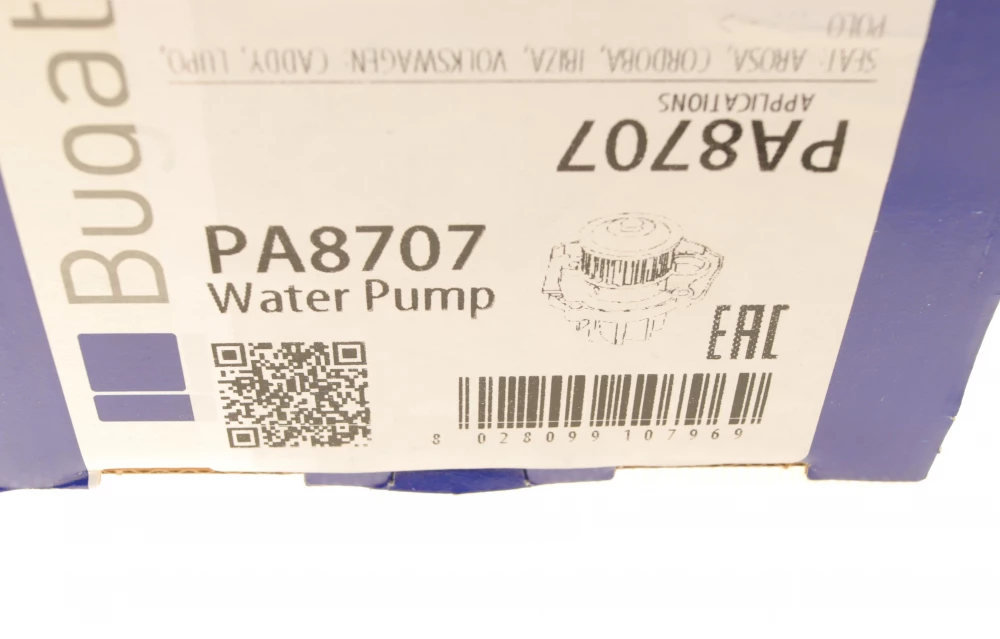 Bugat
POLO
SEAT: AROSA, CORDOBA, IBIZA, VOLKSWAGEN: CADDY, LUPO,
APPLICATIONS
PA8707
PA8707
Water Pump
EAC
8 028099 107969